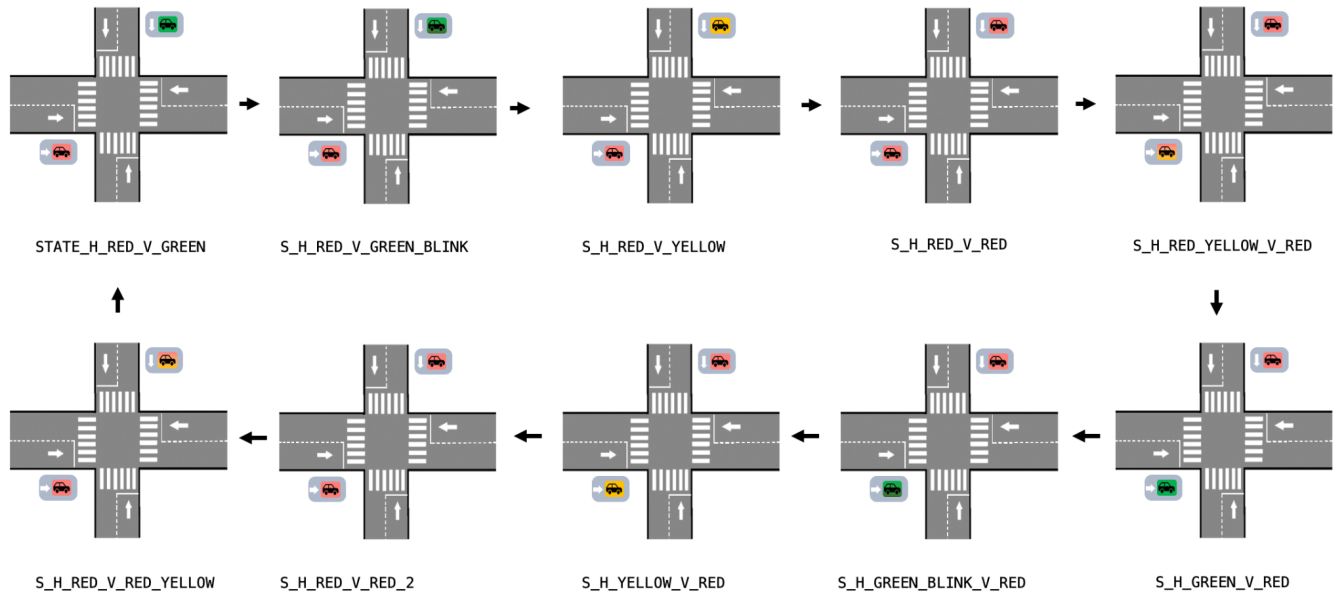 STATE_H_RED_V_GREEN
S_H_RED_V_GREEN_BLINK
S_H_RED_V_YELLOW
S_H_RED_V_RED
S_H_RED_YELLOW_V_RED
S_H_RED_V_RED_YELLOW
S_H_RED_V_RED_2
S_H_YELLOW_V_RED
S_H_GREEN_BLINK_V_RED
S_H_GREEN_V_RED